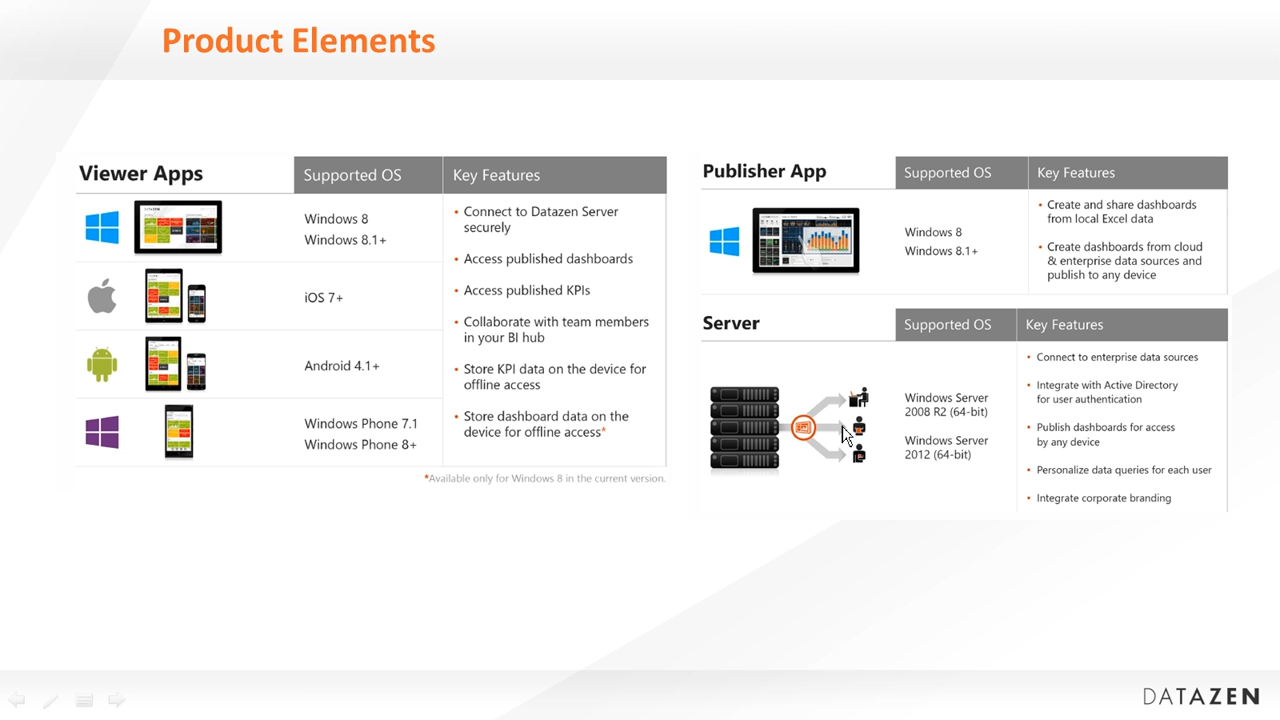 Product Elements
Viewer Apps
Supported OS
Key Features
Windows 8
Windows 8.1+
iOS 7+
Android 4.1+
Windows Phone 7.1
Windows Phone 8+
• Connect to Datazen Server
securely
• Access published dashboards
• Access published KPIs
• Collaborate with team members
in your BI hub
• Store KPI data on the device for
offline access
• Store dashboard data on the
device for offline access*
*Available only for Windows 8 in the current version.
Publisher App
Supported OS
Key Features
Windows 8
Windows 8.1+
• Create and share dashboards
from local Excel data
• Create dashboards from cloud
& enterprise data sources and
publish to any device
Server
Supported OS
Key Features
Windows Server
2008 R2 (64-bit)
Windows Server
2012 (64-bit)
• Connect to enterprise data sources
• Integrate with Active Directory
for user authentication
• Publish dashboards for access
by any device
• Personalize data queries for each user
• Integrate corporate branding
DATAZEN